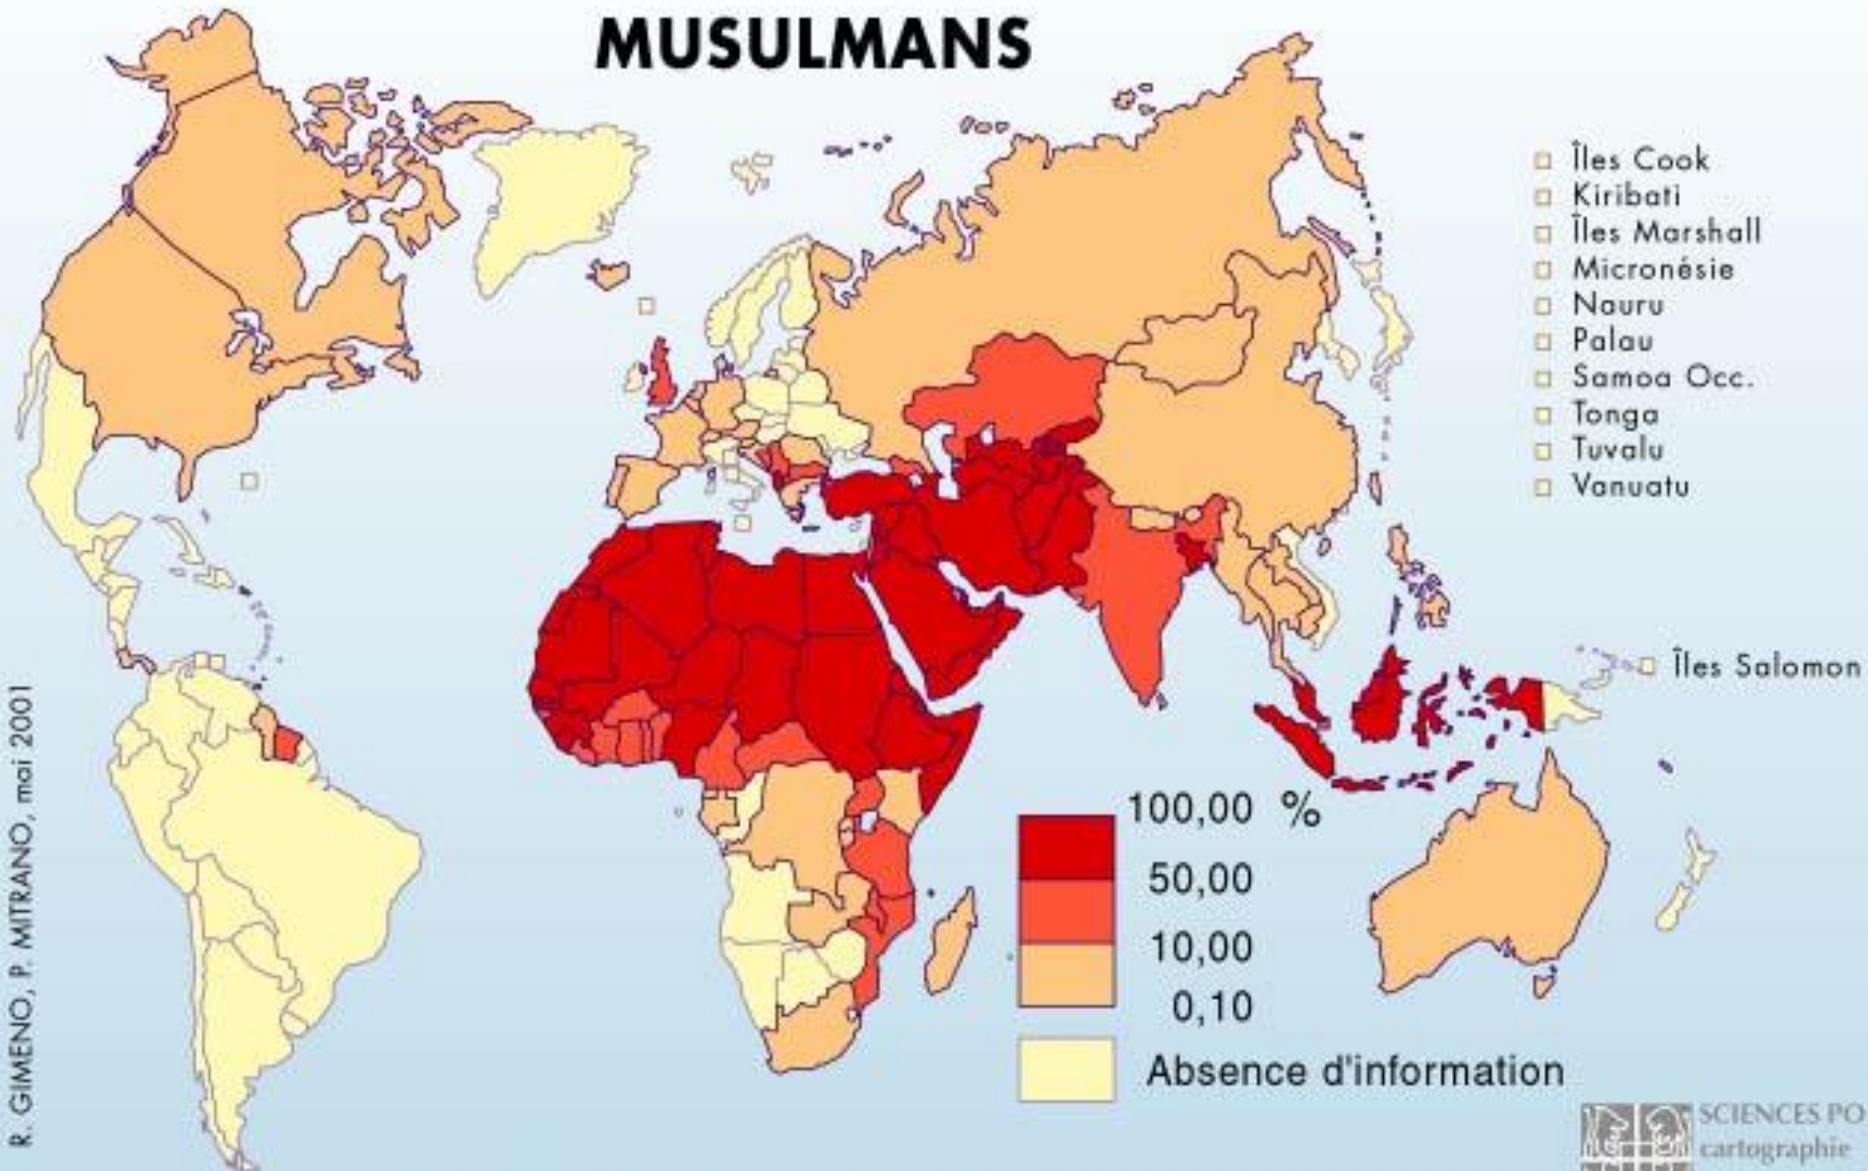 MUSULMANS
Îles Cook
Kiribati
Îles Marshall
Micronésie
Nauru
Palau
Samoa Occ.
Tonga
Tuvalu
Vanuatu
Îles Salomon
100,00 %
50,00
10,00
0,10
Absence d'information
R. GIMENO, P. MITRANO, mai 2001
SCIENCES PO
cartographie